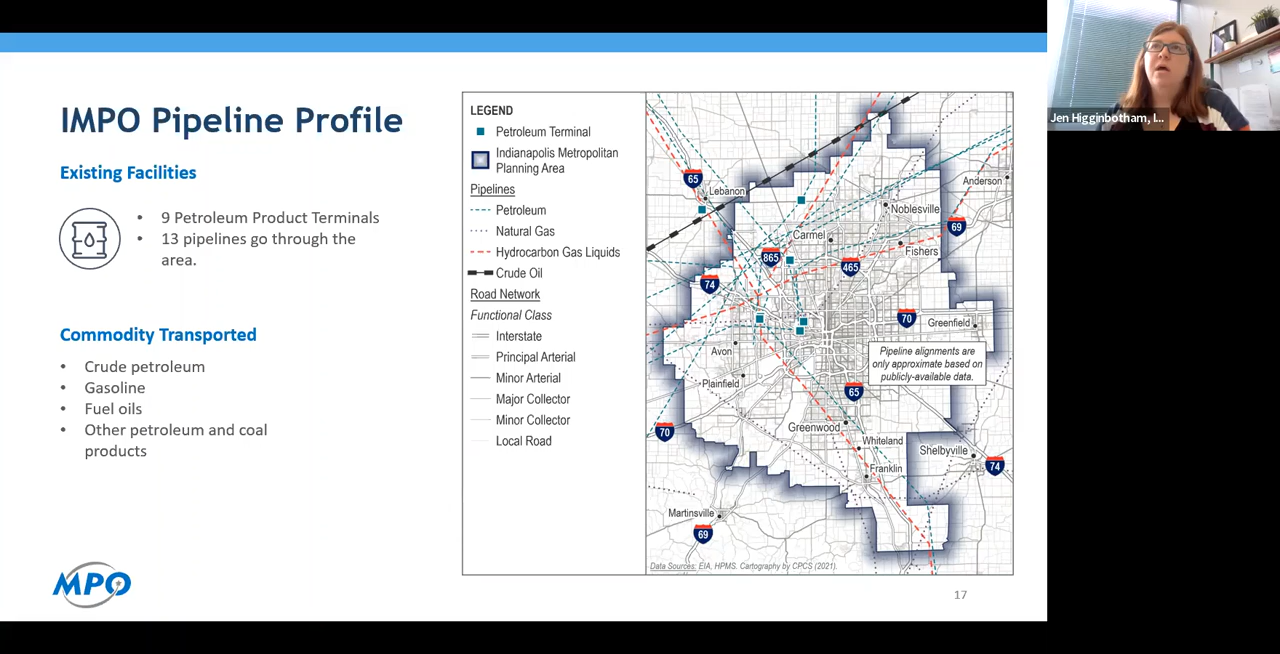 IMPO Pipeline Profile
Existing Facilities
• 9 Petroleum Product Terminals
• 13 pipelines go through the
area.
Commodity Transported
• Crude petroleum
• Gasoline
• Fuel oils
• Other petroleum and coal
products
MPO
LEGEND
Petroleum Terminal
Indianapolis Metropolitan
Planning Area
Pipelines
Petroleum
Natural Gas
Hydrocarbon Gas Liquids
Crude Oil
Road Network
Functional Class
Interstate
Principal Arterial
Minor Arterial
Major Collector
Minor Collector
Local Road
65
Lebanon
Anderson
Noblesville
69
Carmel
Fishers
865
465
74
70
Greenfield
Avon
Pipeline alignments are
only approximate based on
publicly-available data.
Plainfield
65
Greenwood
70
Whiteland
Shelbyville
74
Franklin
Martinsville
69
Data Sources: EIA, HPMS. Cartography by CPCS (2021).
17
Jen Higginbotham, I...